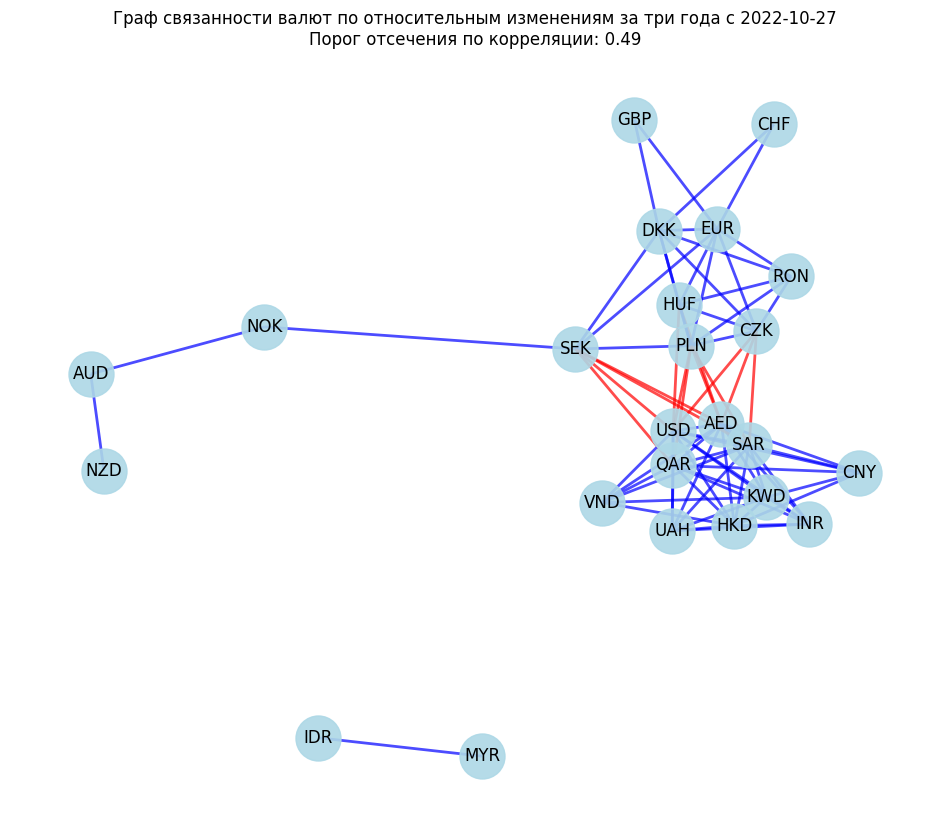 Граф связанности валют по относительным изменениям за три года с 2022-10-27
Порог отсечения по корреляции: 0.49
GBP
CHF
DKK
EUR
RON
HUF
NOK
CZK
SEK
PLN
AUD
USD
AED
SAR
QAR
NZD
CNY
VND
KWD
UAH
HKD
INR
IDR
MYR